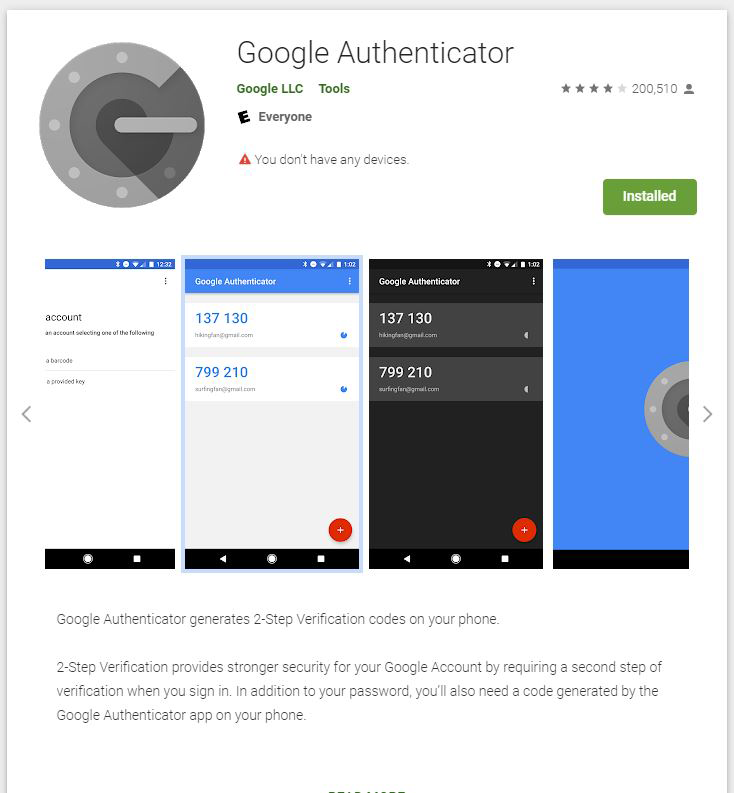 Google Authenticator
Google LLC Tools
200,510
E Everyone
You don't have any devices.
Installed
12:32
account
an account selecting one of the following
a barcode
a provided key
1:02
Google Authenticator
137 130
hikingfan@gmail.com
799 210
surfingfan@gmail.com
+
1:02
Google Authenticator
137 130
hikingfan@gmail.com
799 210
surfingfan@gmail.com
+
Google Authenticator generates 2-Step Verification codes on your phone.
2-Step Verification provides stronger security for your Google Account by requiring a second step of
verification when you sign in. In addition to your password, you'll also need a code generated by the
Google Authenticator app on your phone.
READ MORE